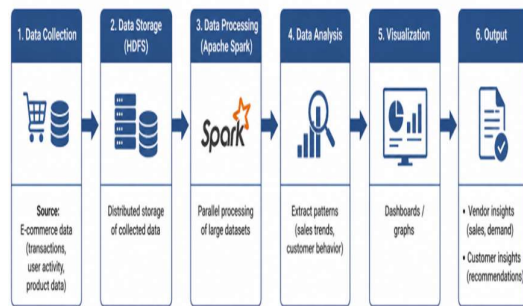 1. Data Collection
Source:
E-commerce data
(transactions,
user activity,
product data)
2. Data Storage
(HDFS)
Distributed storage
of collected data
3. Data Processing
(Apache Spark)
Spark
Parallel processing
of large datasets
4. Data Analysis
Extract patterns
(sales trends,
customer behavior)
5. Visualization
Dashboards /
graphs
6. Output
• Vendor insights
(sales, demand)
• Customer insights
(recommendations)